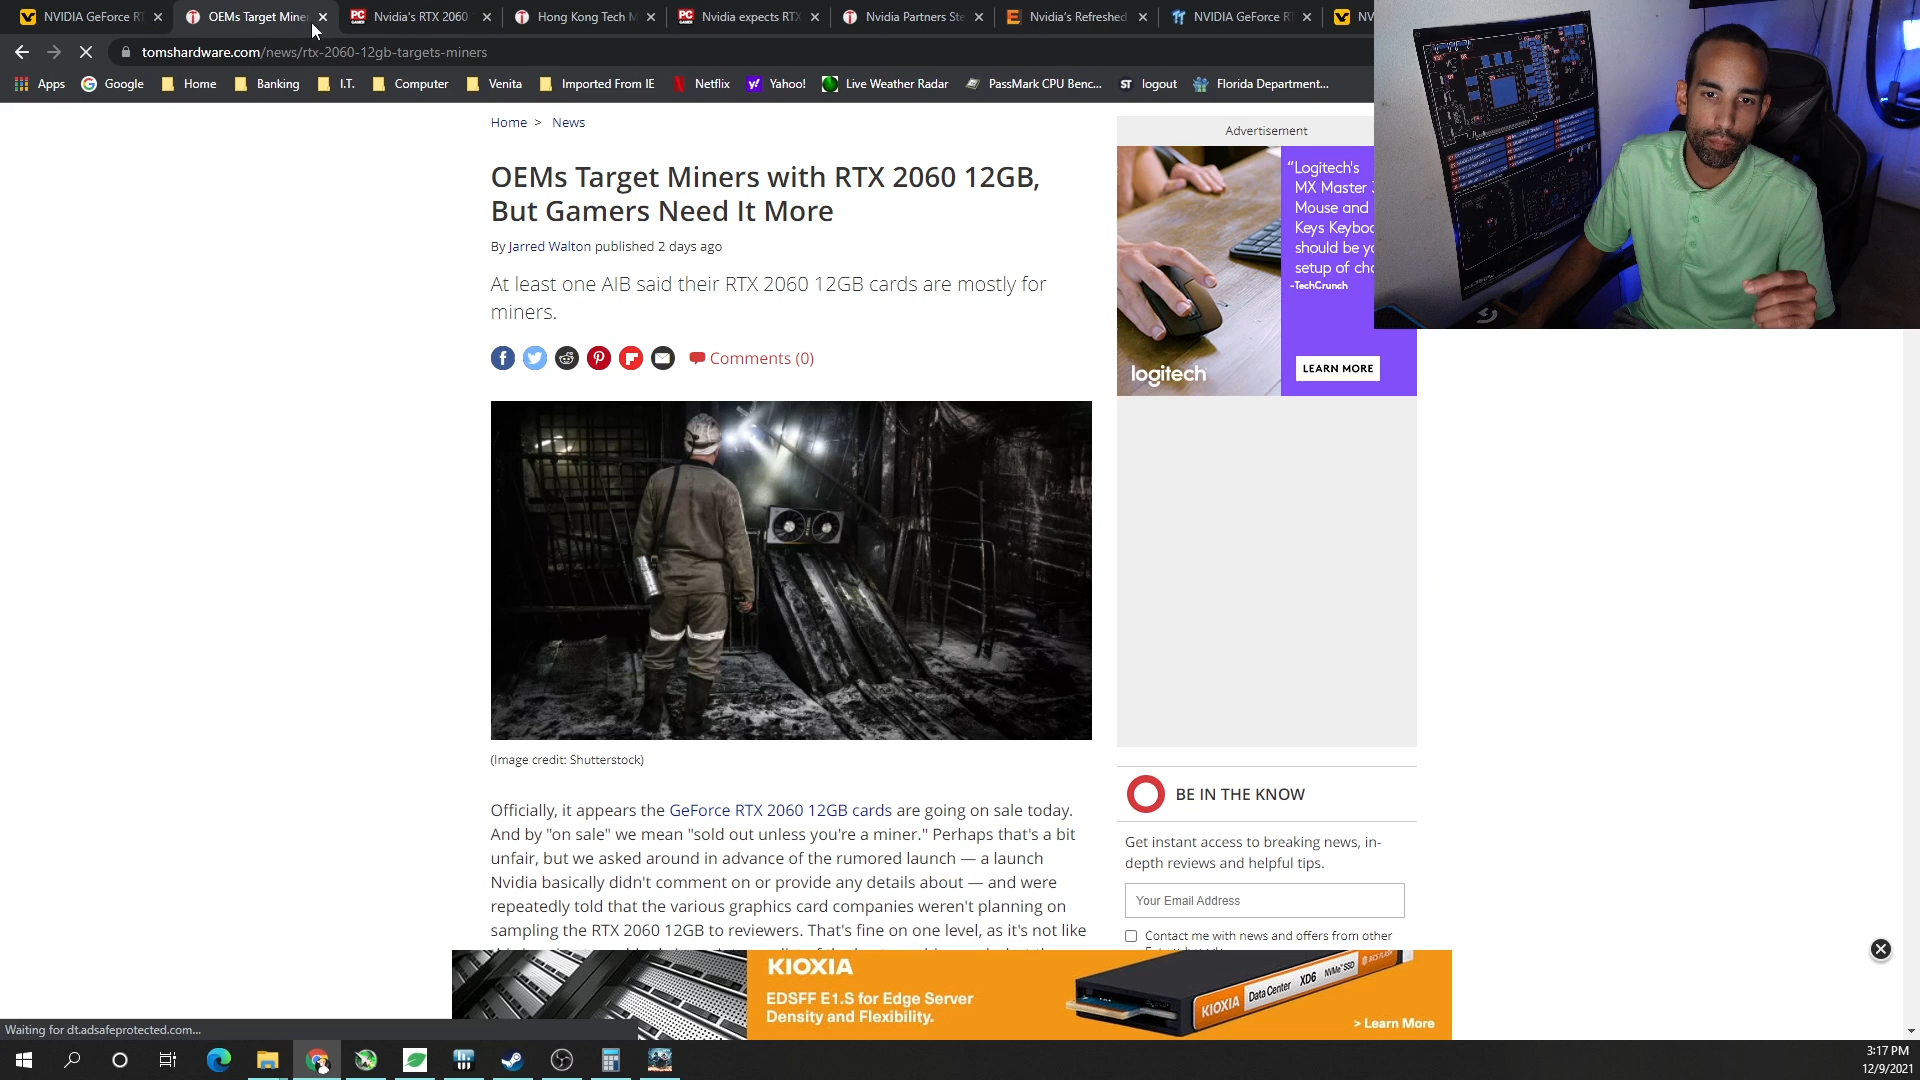 NVIDIA GeForce RT
OEMs Target Mine
Nvidia's RTX 2060
Hong Kong Tech M
Nvidia expects RTX
Nvidia Partners Ste
Nvidia's Refreshed
NVIDIA GeForce RT
NV
tomshardware.com/news/rtx-2060-12gb-targets-miners
Apps
Google
Home
Banking
I.T.
Computer
Venita
Imported From IE
Netflix
Yahoo!
Live Weather Radar
PassMark CPU Benc...
ST logout
Florida Department...
Home > News
OEMs Target Miners with RTX 2060 12GB,
But Gamers Need It More
By Jarred Walton published 2 days ago
At least one AIB said their RTX 2060 12GB cards are mostly for
miners.
Comments (0)
(Image credit: Shutterstock)
Officially, it appears the GeForce RTX 2060 12GB cards are going on sale today.
And by "on sale" we mean "sold out unless you're a miner." Perhaps that's a bit
unfair, but we asked around in advance of the rumored launch — a launch
Nvidia basically didn't comment on or provide any details about — and were
repeatedly told that the various graphics card companies weren't planning on
sampling the RTX 2060 12GB to reviewers. That's fine on one level, as it's not like
Advertisement
"Logitech's
MX Master
Mouse and
Keys Keyboa
should be yo
setup of cho
-TechCrunch
logitech
LEARN MORE
BE IN THE KNOW
Get instant access to breaking news, in-
depth reviews and helpful tips.
Your Email Address
Contact me with news and offers from other
KIOXIA
EDSFF E1.S for Edge Server
Density and Flexibility.
KIOXIA Data Center XD6 NVMe SSD
> Learn More
Waiting for dt.adsafeprotected.com...
3:17 PM
12/9/2021